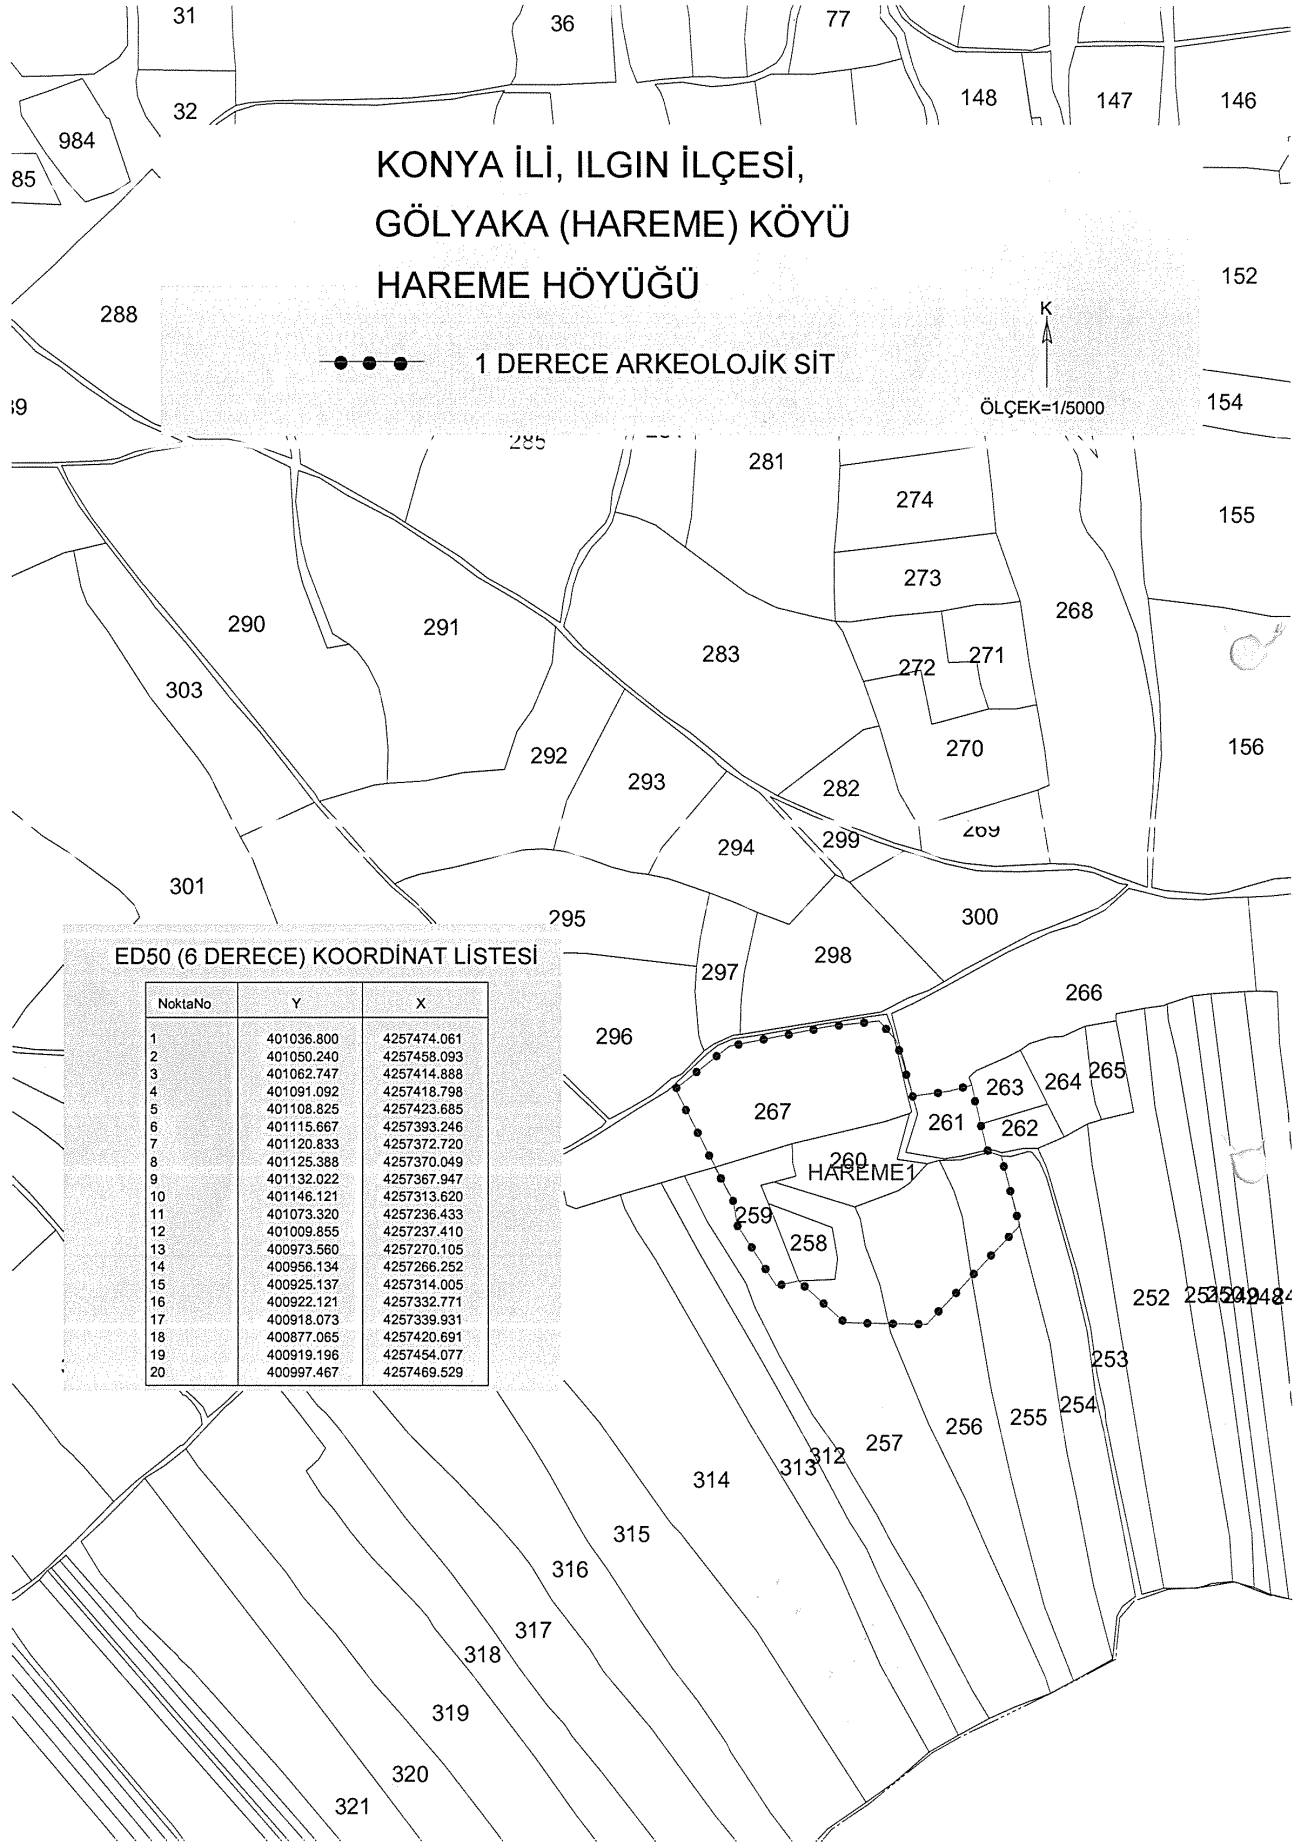 31
36
77
32
148
147
146
984
85
KONYA İLİ, ILGIN İLÇESİ,
GÖLYAKA (HAREME) KÖYÜ
HAREME HÖYÜĞÜ
152
288
K
1 DERECE ARKEOLOJİK SİT
ÖLÇEK=1/5000
154
39
285
281
274
155
273
290
291
268
283
272
271
303
292
270
156
293
282
294
299
269
301
295
300
298
297
266
296
ED50 (6 DERECE) KOORDİNAT LİSTESİ
NoktaNo Y X
1 401036.800 4257474.061
2 401050.240 4257458.093
3 401062.747 4257414.888
4 401091.092 4257418.798
5 401108.825 4257423.685
6 401115.667 4257393.246
7 401120.833 4257372.720
8 401125.388 4257370.049
9 401132.022 4257367.947
10 401146.121 4257313.620
11 401073.320 4257236.433
12 401009.855 4257237.410
13 400973.560 4257270.105
14 400956.134 4257266.252
15 400925.137 4257314.005
16 400922.121 4257332.771
17 400918.073 4257339.931
18 400877.065 4257420.691
19 400919.196 4257454.077
20 400997.467 4257469.529
267
263
264
265
261
262
260
HAREME1
259
258
252
251
250
249
248
24
253
254
255
256
257
312
313
314
315
316
317
318
319
320
321